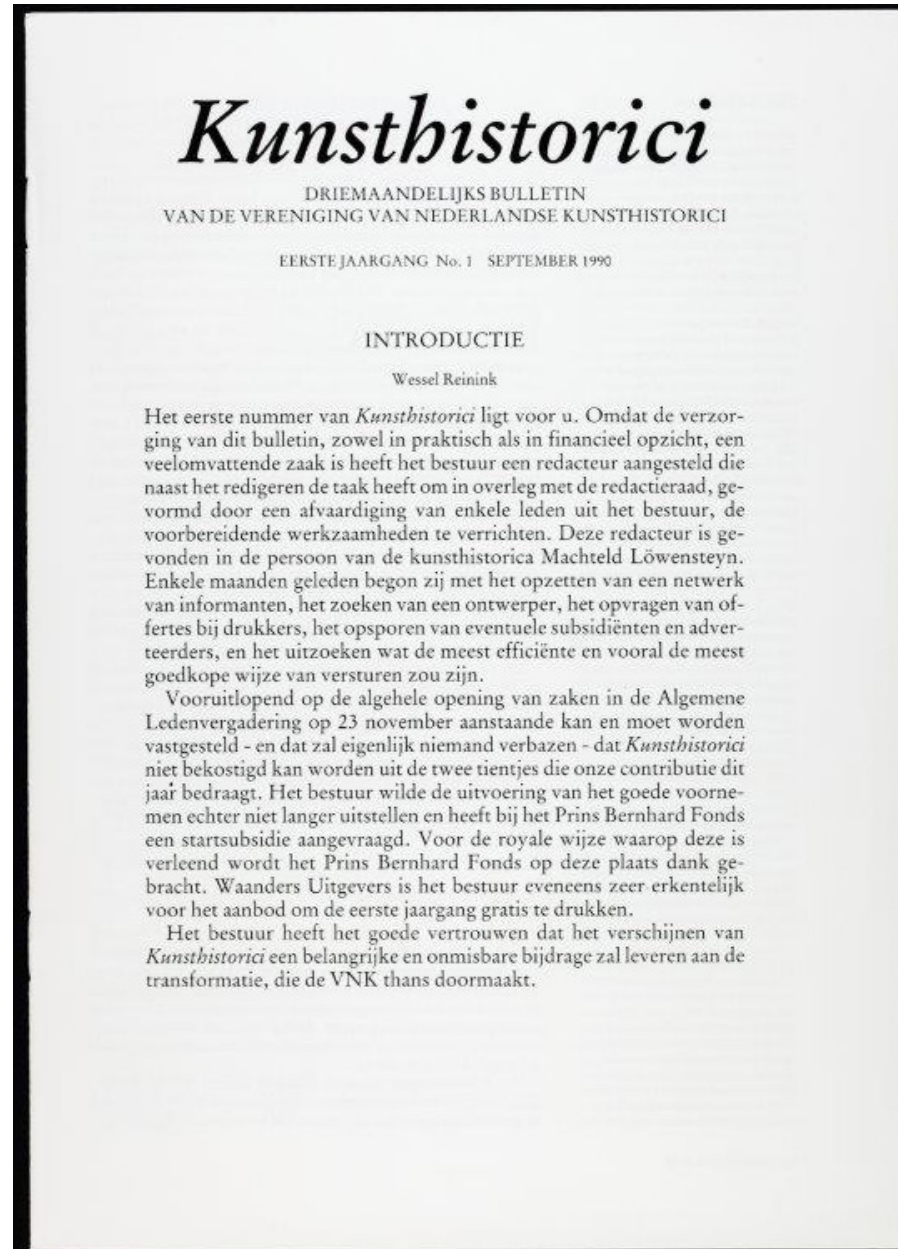 Kunsthistorici
DRIEMAANDELIJKS BULLETIN
VAN DE VERENIGING VAN NEDERLANDSE KUNSTHISTORICI
EERSTE JAARGANG No. 1 SEPTEMBER 1990
INTRODUCTIE
Wessel Reinink
Het eerste nummer van Kunsthistorici ligt voor u. Omdat de verzor-
ging van dit bulletin, zowel in praktisch als in financieel opzicht, een
veelomvattende zaak is heeft het bestuur een redacteur aangesteld die
naast het redigeren de taak heeft om in overleg met de redactieraad, ge-
vormd door een afvaardiging van enkele leden uit het bestuur, de
voorbereidende werkzaamheden te verrichten. Deze redacteur is ge-
vonden in de persoon van de kunsthistorica Machteld Löwensteyn.
Enkele maanden geleden begon zij met het opzetten van een netwerk
van informanten, het zoeken van een ontwerper, het opvragen van of-
fertes bij drukkers, het opsporen van eventuele subsidiënten en adver-
teerders, en het uitzoeken wat de meest efficiënte en vooral de meest
goedkope wijze van versturen zou zijn.
Vooruitlopend op de algehele opening van zaken in de Algemene
Ledenvergadering op 23 november aanstaande kan en moet worden
vastgesteld - en dat zal eigenlijk niemand verbazen - dat Kunsthistorici
niet bekostigd kan worden uit de twee tientjes die onze contributie dit
jaar bedraagt. Het bestuur wilde de uitvoering van het goede voorne-
men echter niet langer uitstellen en heeft bij het Prins Bernhard Fonds
een startsubsidie aangevraagd. Voor de royale wijze waarop deze is
verleend wordt het Prins Bernhard Fonds op deze plaats dank ge-
bracht. Waanders Uitgevers is het bestuur eveneens zeer erkentelijk
voor het aanbod om de eerste jaargang gratis te drukken.
Het bestuur heeft het goede vertrouwen dat het verschijnen van
Kunsthistorici een belangrijke en onmisbare bijdrage zal leveren aan de
transformatie, die de VNK thans doormaakt.